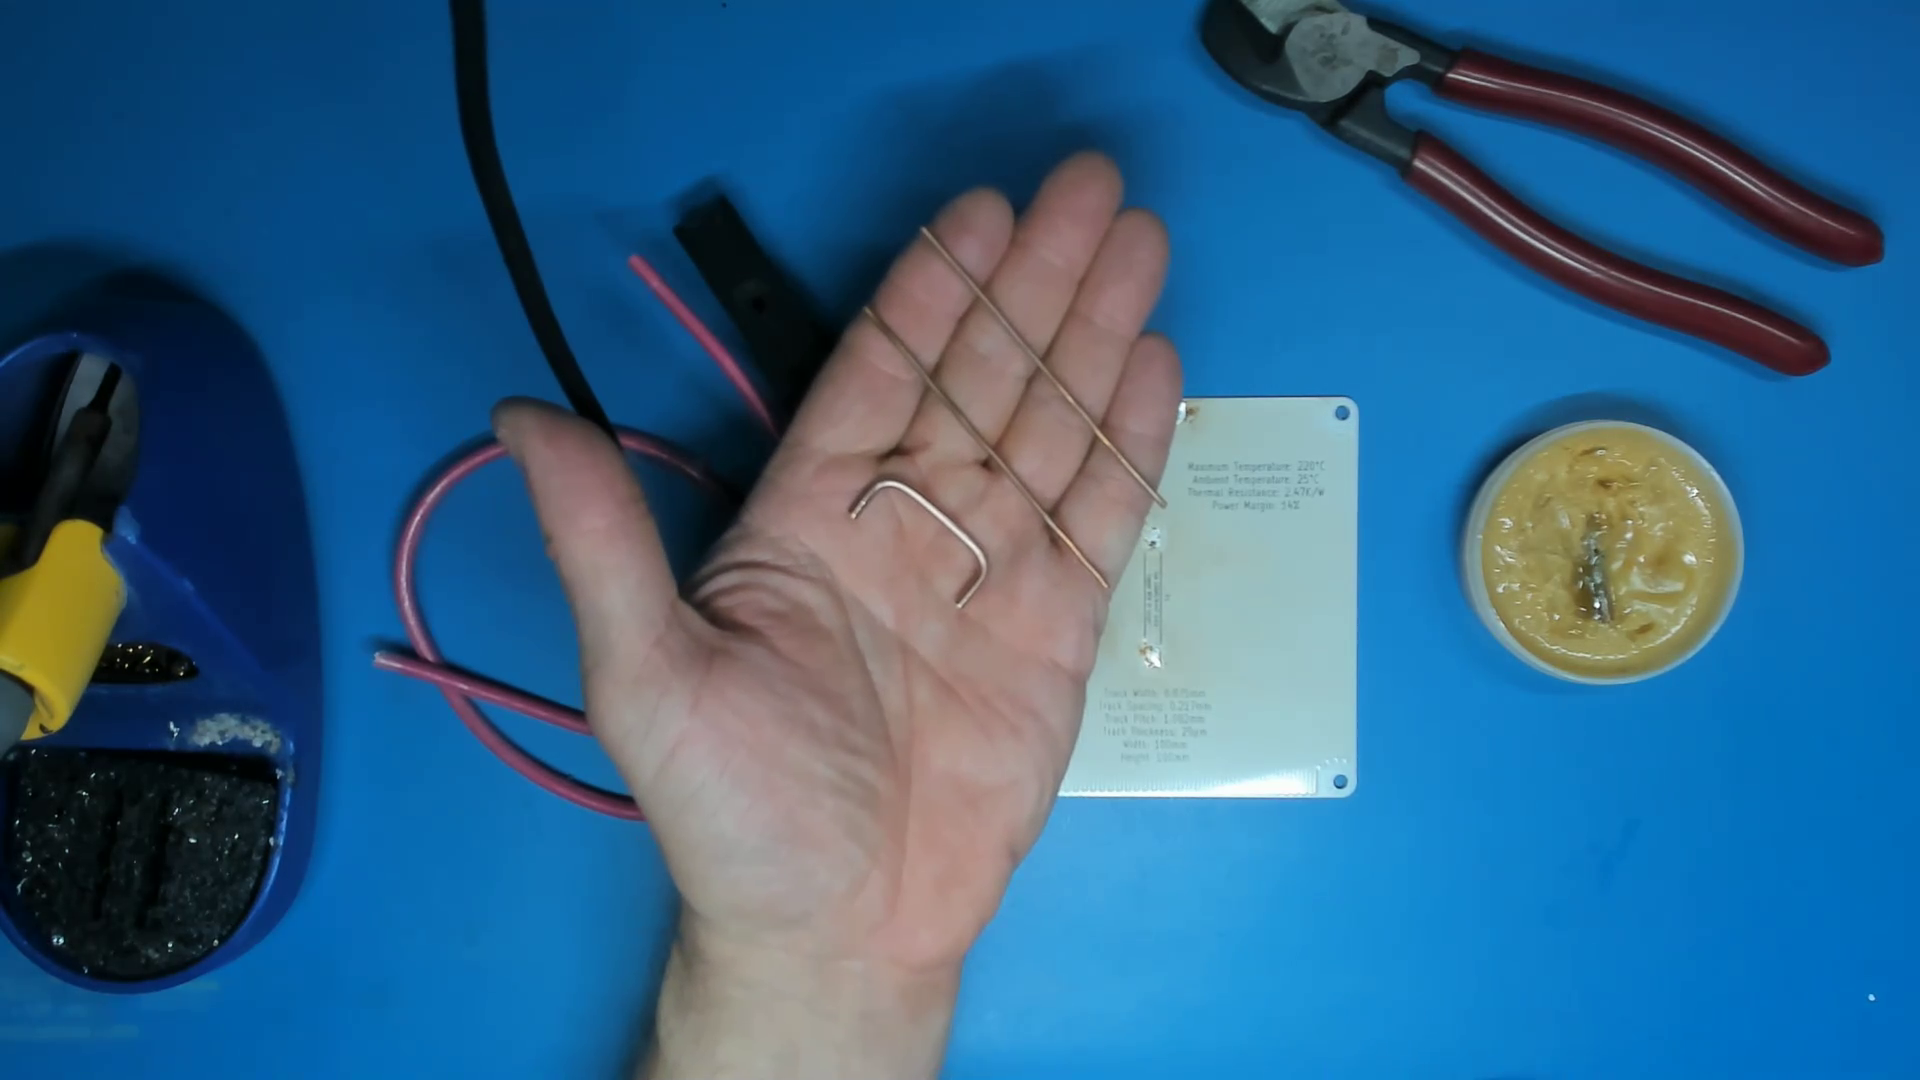 Maximum Temperature: 220°C
Ambient Temperature: 25°C
Thermal Resistance: 2.47K/W
Power Margin: 54%
Track Width: 0.875mm
Track Spacing: 0.217mm
Track Pitch: 1.092mm
Track Thickness: 25µm
Width: 100mm
Height: 100mm